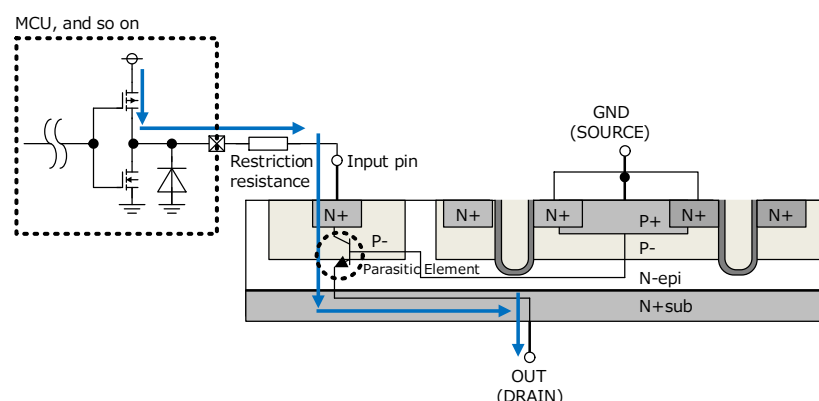 MCU, and so on
GND
(SOURCE)
Restriction
resistance
Input pin
N+
N+
N+
P+
N+
N+
P-
P-
Parasitic Element
N-epi
N+sub
OUT
(DRAIN)